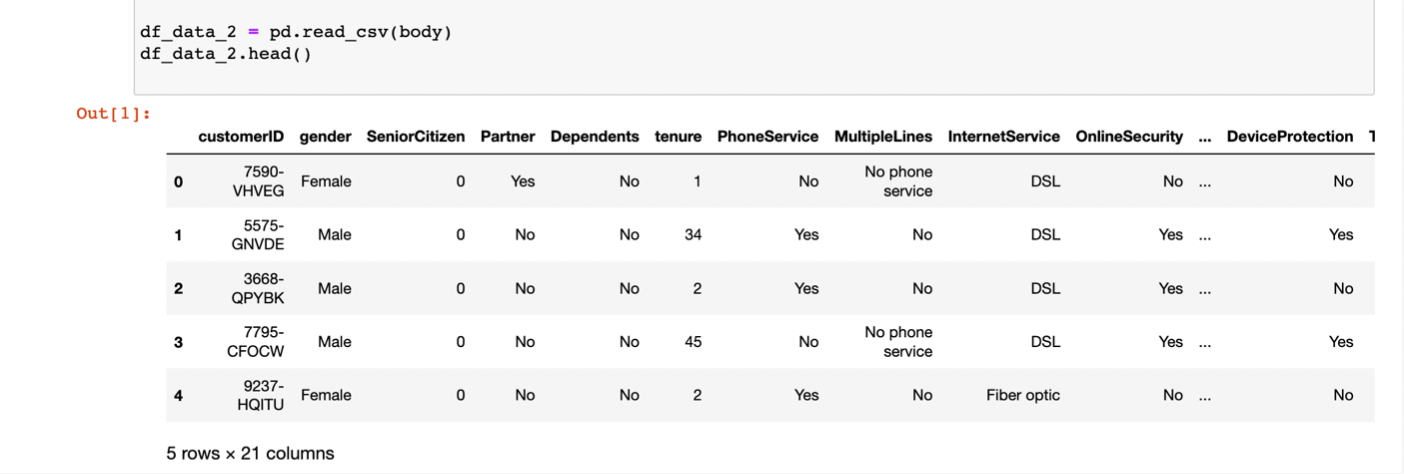 df_data_2 = pd.read_csv(body)
df_data_2.head()
Out[1]:
customerID gender SeniorCitizen Partner Dependents tenure PhoneService MultipleLines InternetService OnlineSecurity ... DeviceProtection T
0 7590-VHVEG Female 0 Yes No 1 No No phone service DSL No ... No
1 5575-GNVDE Male 0 No No 34 Yes No DSL Yes ... Yes
2 3668-QPYBK Male 0 No No 2 Yes No DSL Yes ... No
3 7795-CFOCW Male 0 No No 45 No No phone service DSL Yes ... Yes
4 9237-HQITU Female 0 No No 2 Yes No Fiber optic No ... No
5 rows × 21 columns